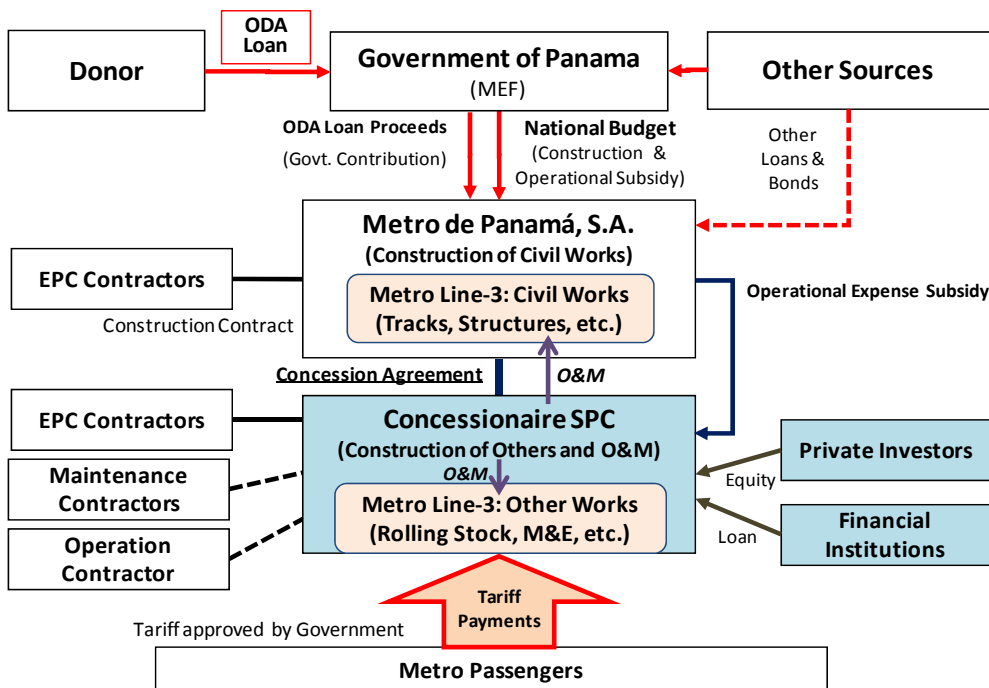 ODA
Loan
Donor
Government of Panama
(MEF)
Other Sources
ODA Loan Proceeds
(Govt. Contribution)
National Budget
(Construction &
Operational Subsidy)
Other
Loans &
Bonds
Metro de Panamá, S.A.
(Construction of Civil Works)
EPC Contractors
Construction Contract
Metro Line-3: Civil Works
(Tracks, Structures, etc.)
Operational Expense Subsidy
Concession Agreement
O&M
EPC Contractors
Concessionaire SPC
(Construction of Others and O&M)
O&M
Maintenance
Contractors
Metro Line-3: Other Works
(Rolling Stock, M&E, etc.)
Operation
Contractor
Private Investors
Equity
Loan
Financial
Institutions
Tariff
Payments
Tariff approved by Government
Metro Passengers